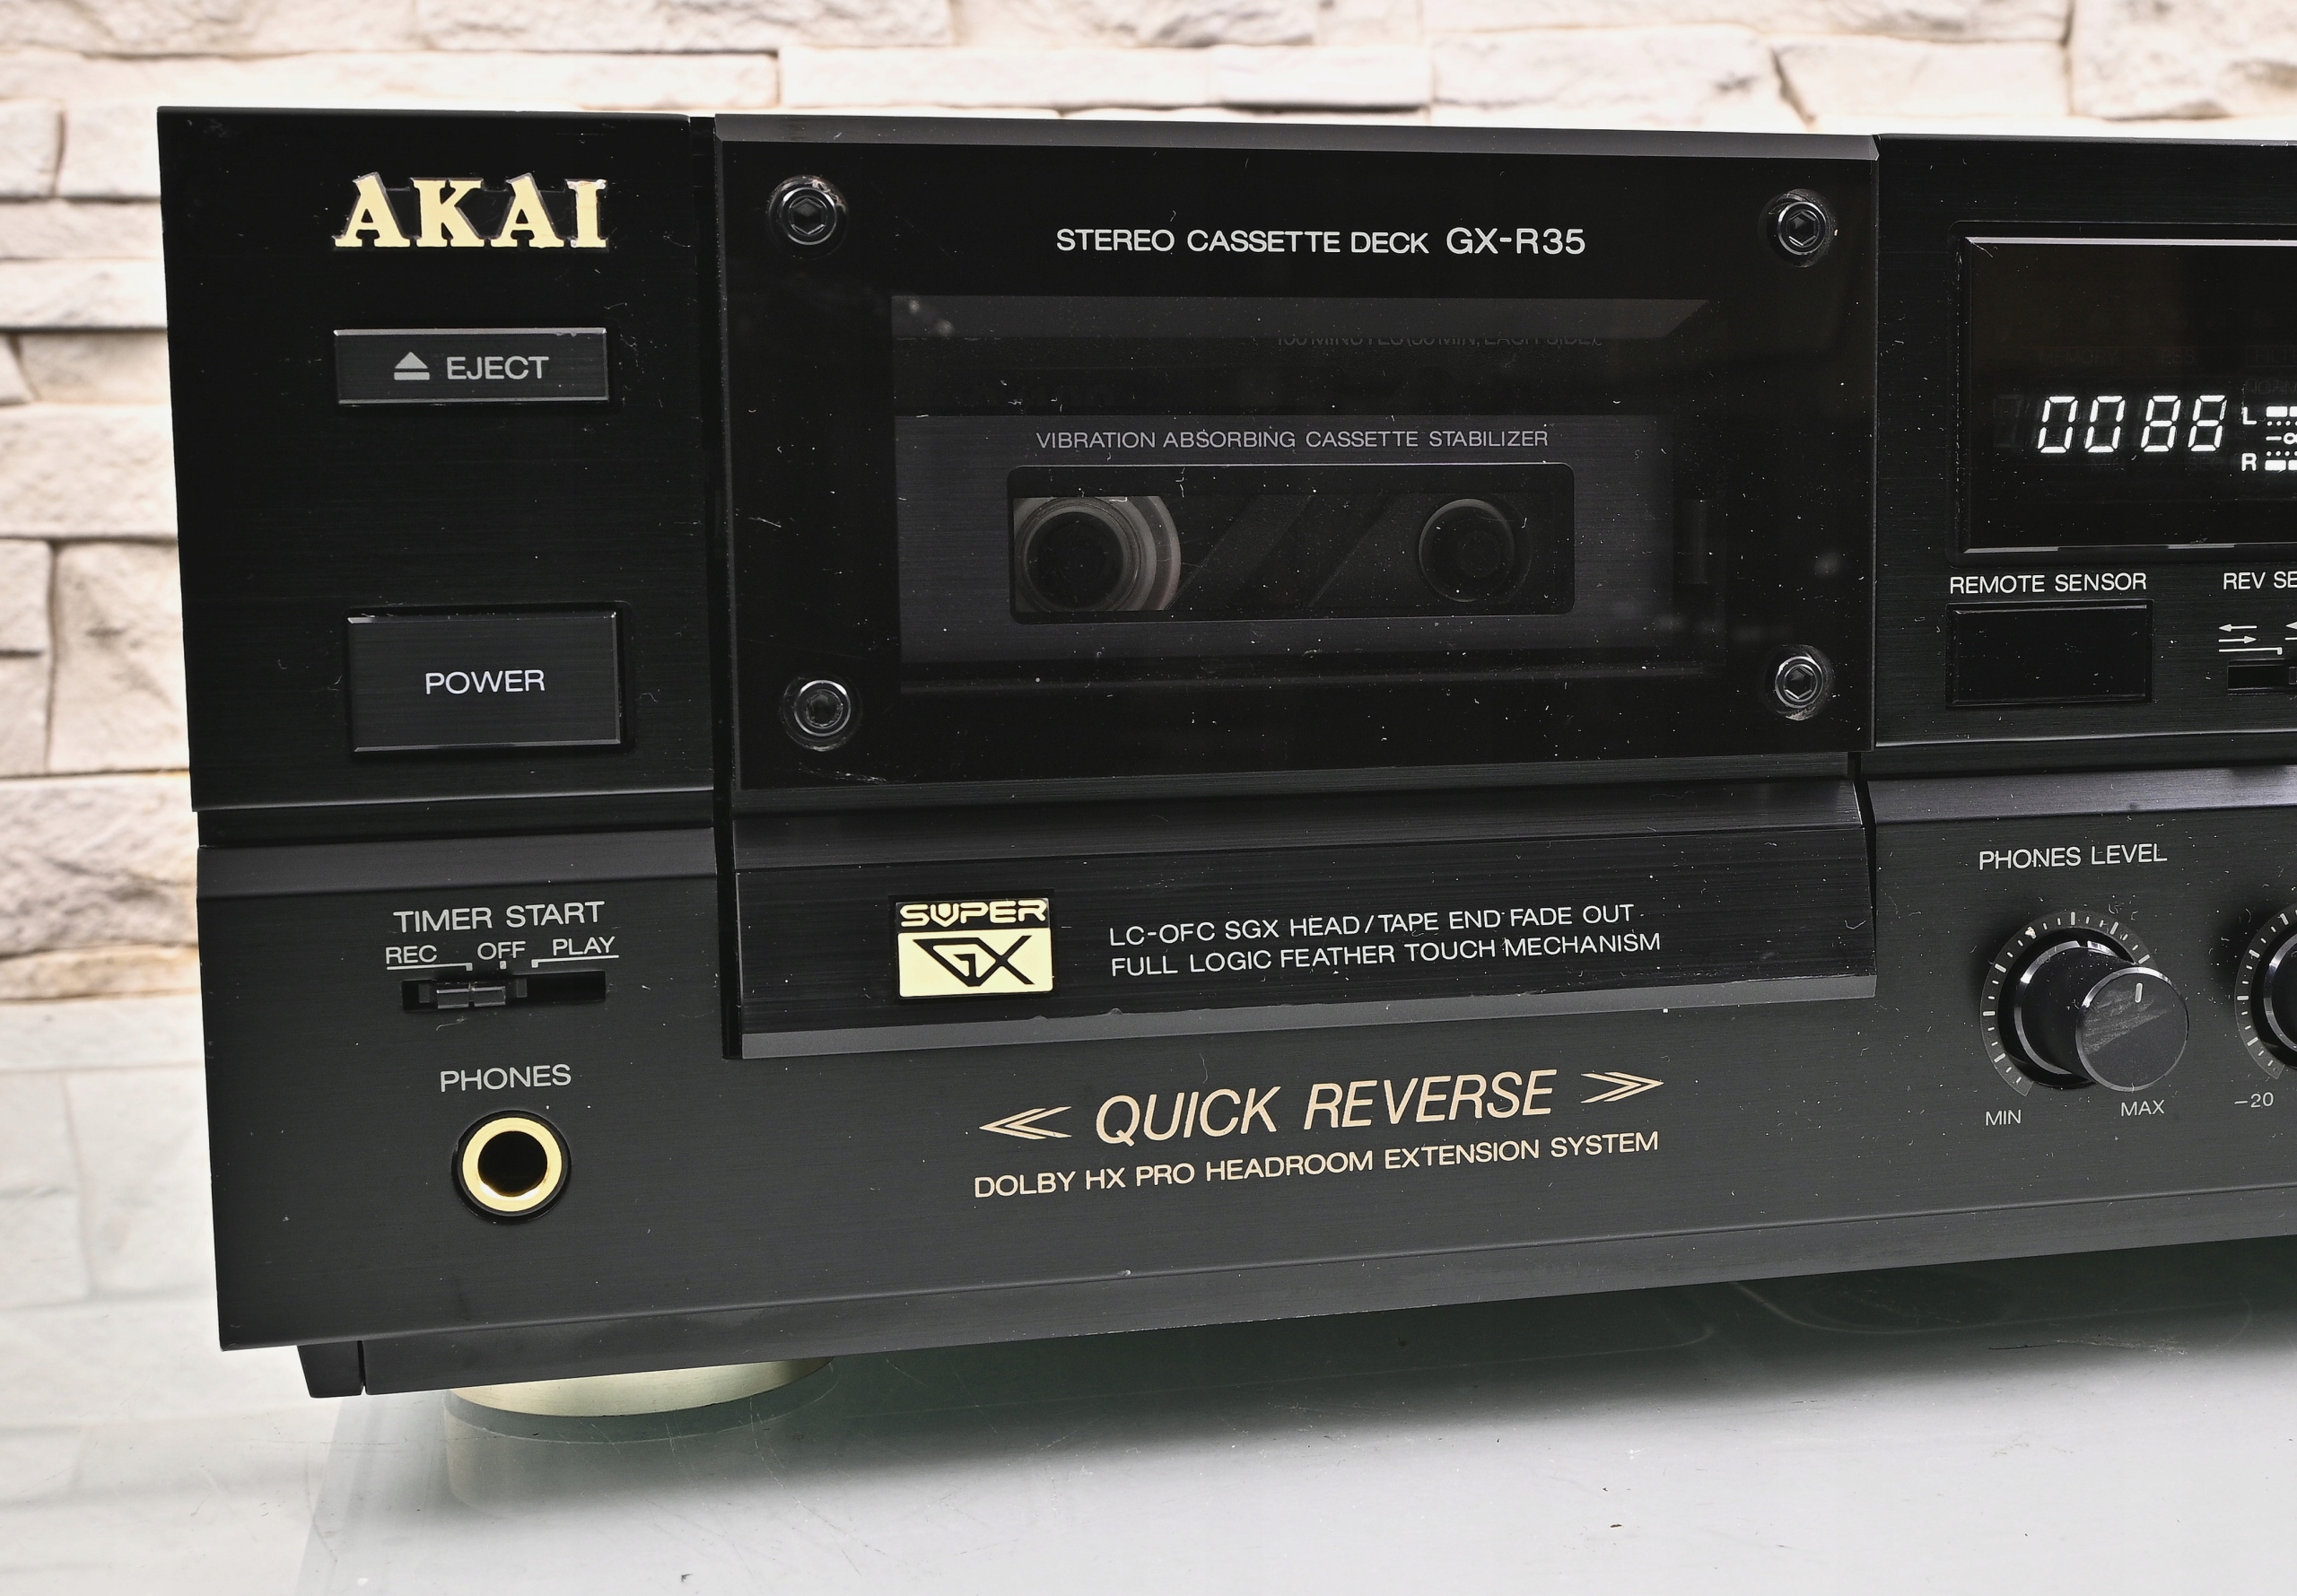 AKAI
STEREO CASSETTE DECK GX-R35
EJECT
VIBRATION ABSORBING CASSETTE STABILIZER
0088
L
R
REMOTE SENSOR
REV
POWER
PHONES LEVEL
MIN
MAX
-20
TIMER START
REC OFF PLAY
SUPER
GX
LC-OFC SGX HEAD/TAPE END FADE OUT
FULL LOGIC FEATHER TOUCH MECHANISM
PHONES
QUICK REVERSE
DOLBY HX PRO HEADROOM EXTENSION SYSTEM